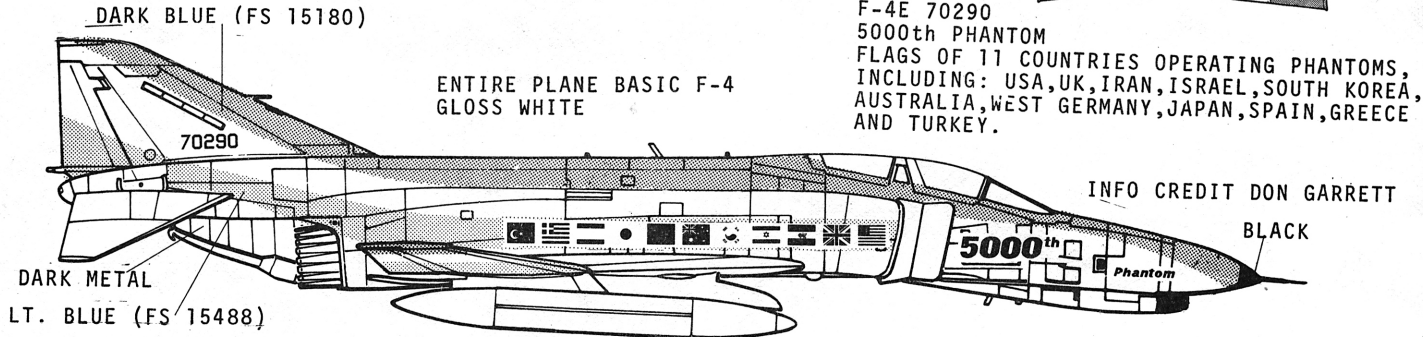 DARK BLUE (FS 15180)
F-4E 70290
5000th PHANTOM
FLAGS OF 11 COUNTRIES OPERATING PHANTOMS,
INCLUDING: USA,UK,IRAN,ISRAEL,SOUTH KOREA,
AUSTRALIA,WEST GERMANY,JAPAN,SPAIN,GREECE
AND TURKEY.
ENTIRE PLANE BASIC F-4
GLOSS WHITE
70290
INFO CREDIT DON GARRETT
BLACK
5000th
Phantom
DARK METAL
LT. BLUE (FS 15488)